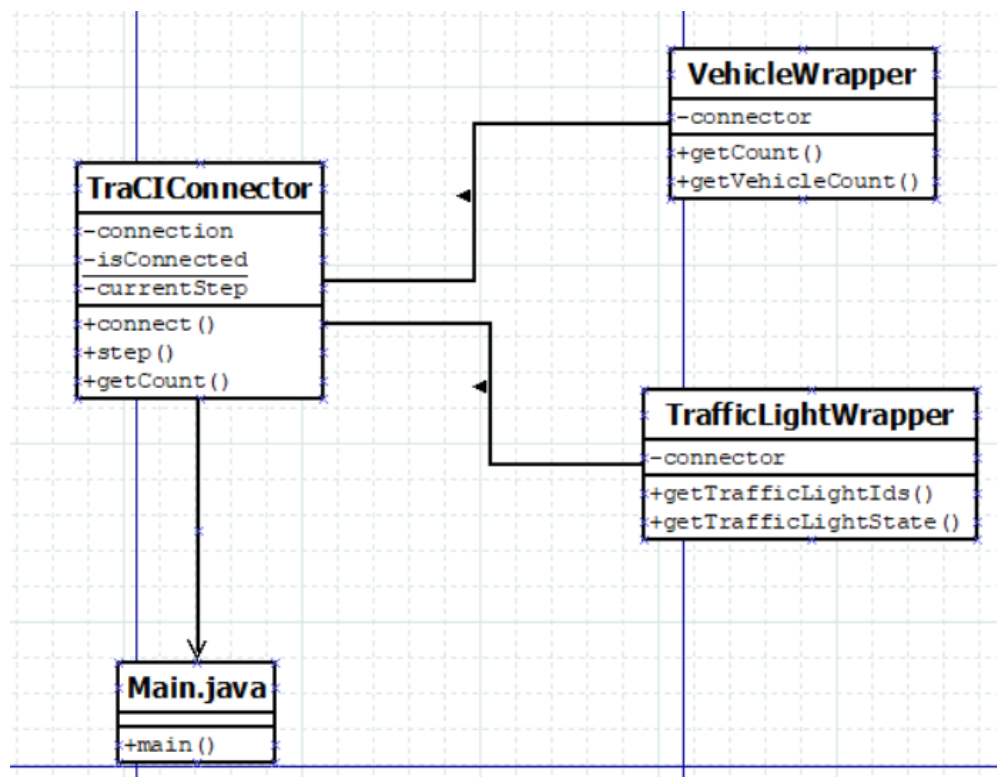 TraCIConnector
-connection
-isConnected
-currentStep
+connect()
+step()
+getCount()
VehicleWrapper
-connector
+getCount()
+getVehicleCount()
TrafficLightWrapper
-connector
+getTrafficLightIds()
+getTrafficLightState()
Main.java
+main()